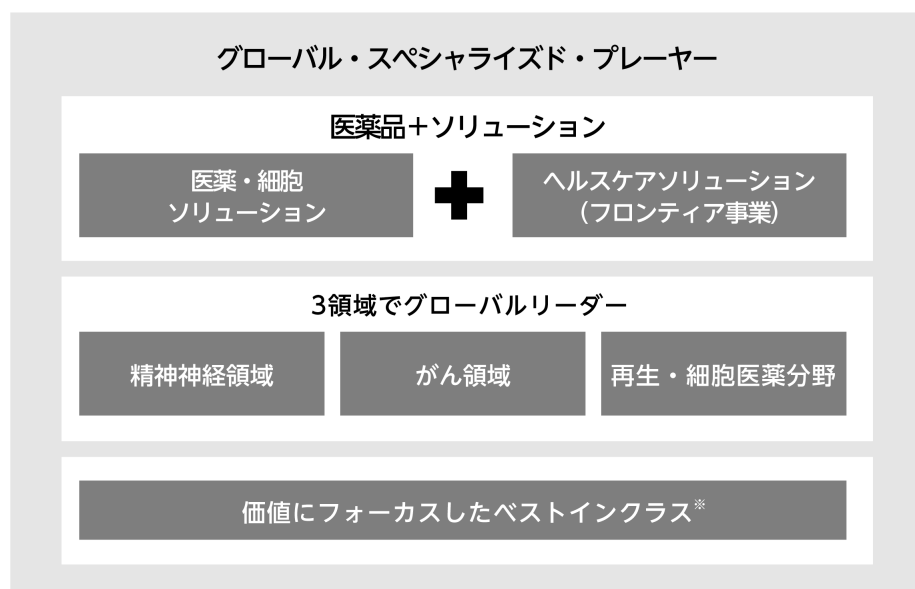 グローバル・スペシャライズド・プレーヤー
医薬品＋ソリューション
医薬・細胞
ソリューション
ヘルスケアソリューション
（フロンティア事業）
3領域でグローバルリーダー
精神神経領域
がん領域
再生・細胞医薬分野
価値にフォーカスしたベストインクラス※